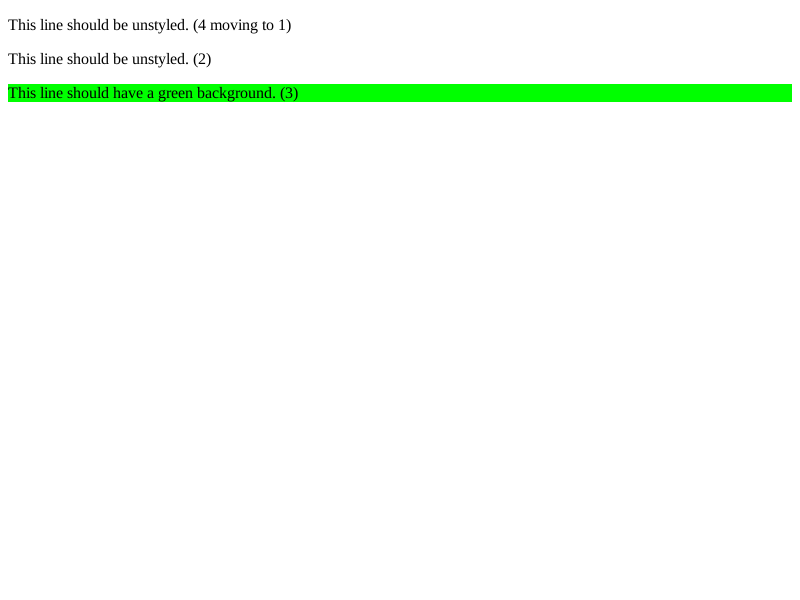 This line should be unstyled. (4 moving to 1)
This line should be unstyled. (2)
This line should have a green background. (3)